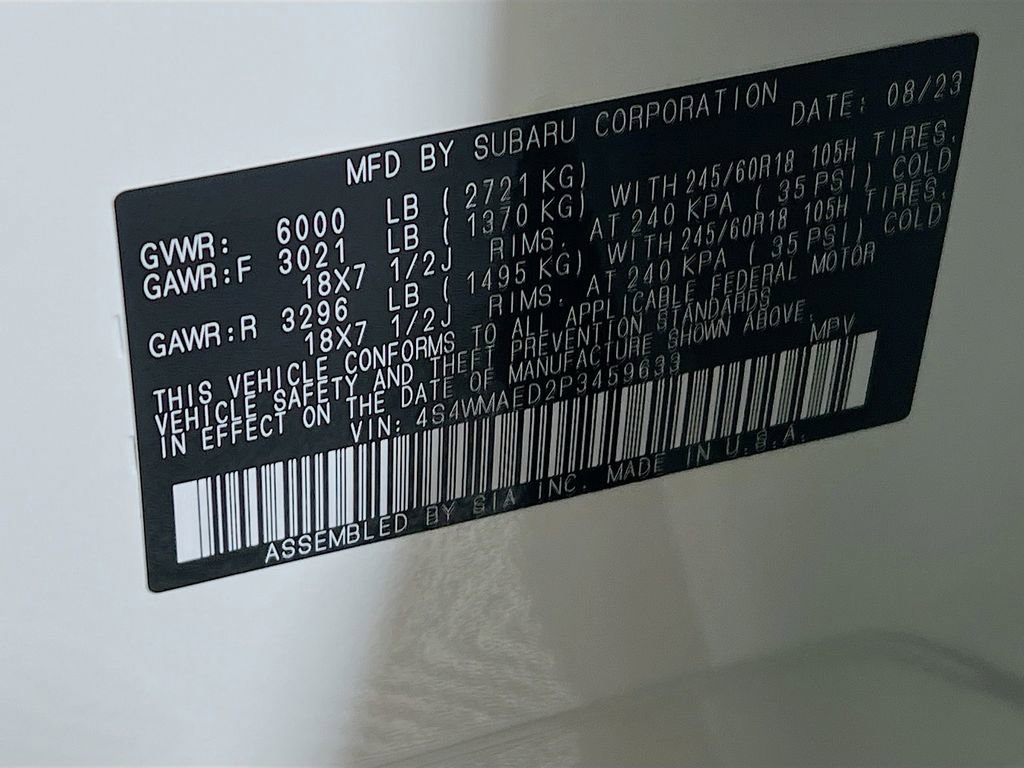 MFD BY SUBARU CORPORATION DATE: 08/23
GVWR: 6000 LB ( 2721 KG)
GAWR:F 3021 LB ( 1370 KG) WITH 245/60R18 105H TIRES,
18X7 1/2J RIMS, AT 240 KPA ( 35 PSI) COLD
GAWR:R 3296 LB ( 1495 KG) WITH 245/60R18 105H TIRES,
18X7 1/2J RIMS, AT 240 KPA ( 35 PSI) COLD
THIS VEHICLE CONFORMS TO ALL APPLICABLE FEDERAL MOTOR
VEHICLE SAFETY AND THEFT PREVENTION STANDARDS
IN EFFECT ON THE DATE OF MANUFACTURE SHOWN ABOVE.
VIN: 4S4WMAED2P3459633 MPV
ASSEMBLED BY SIA INC. MADE IN U.S.A.